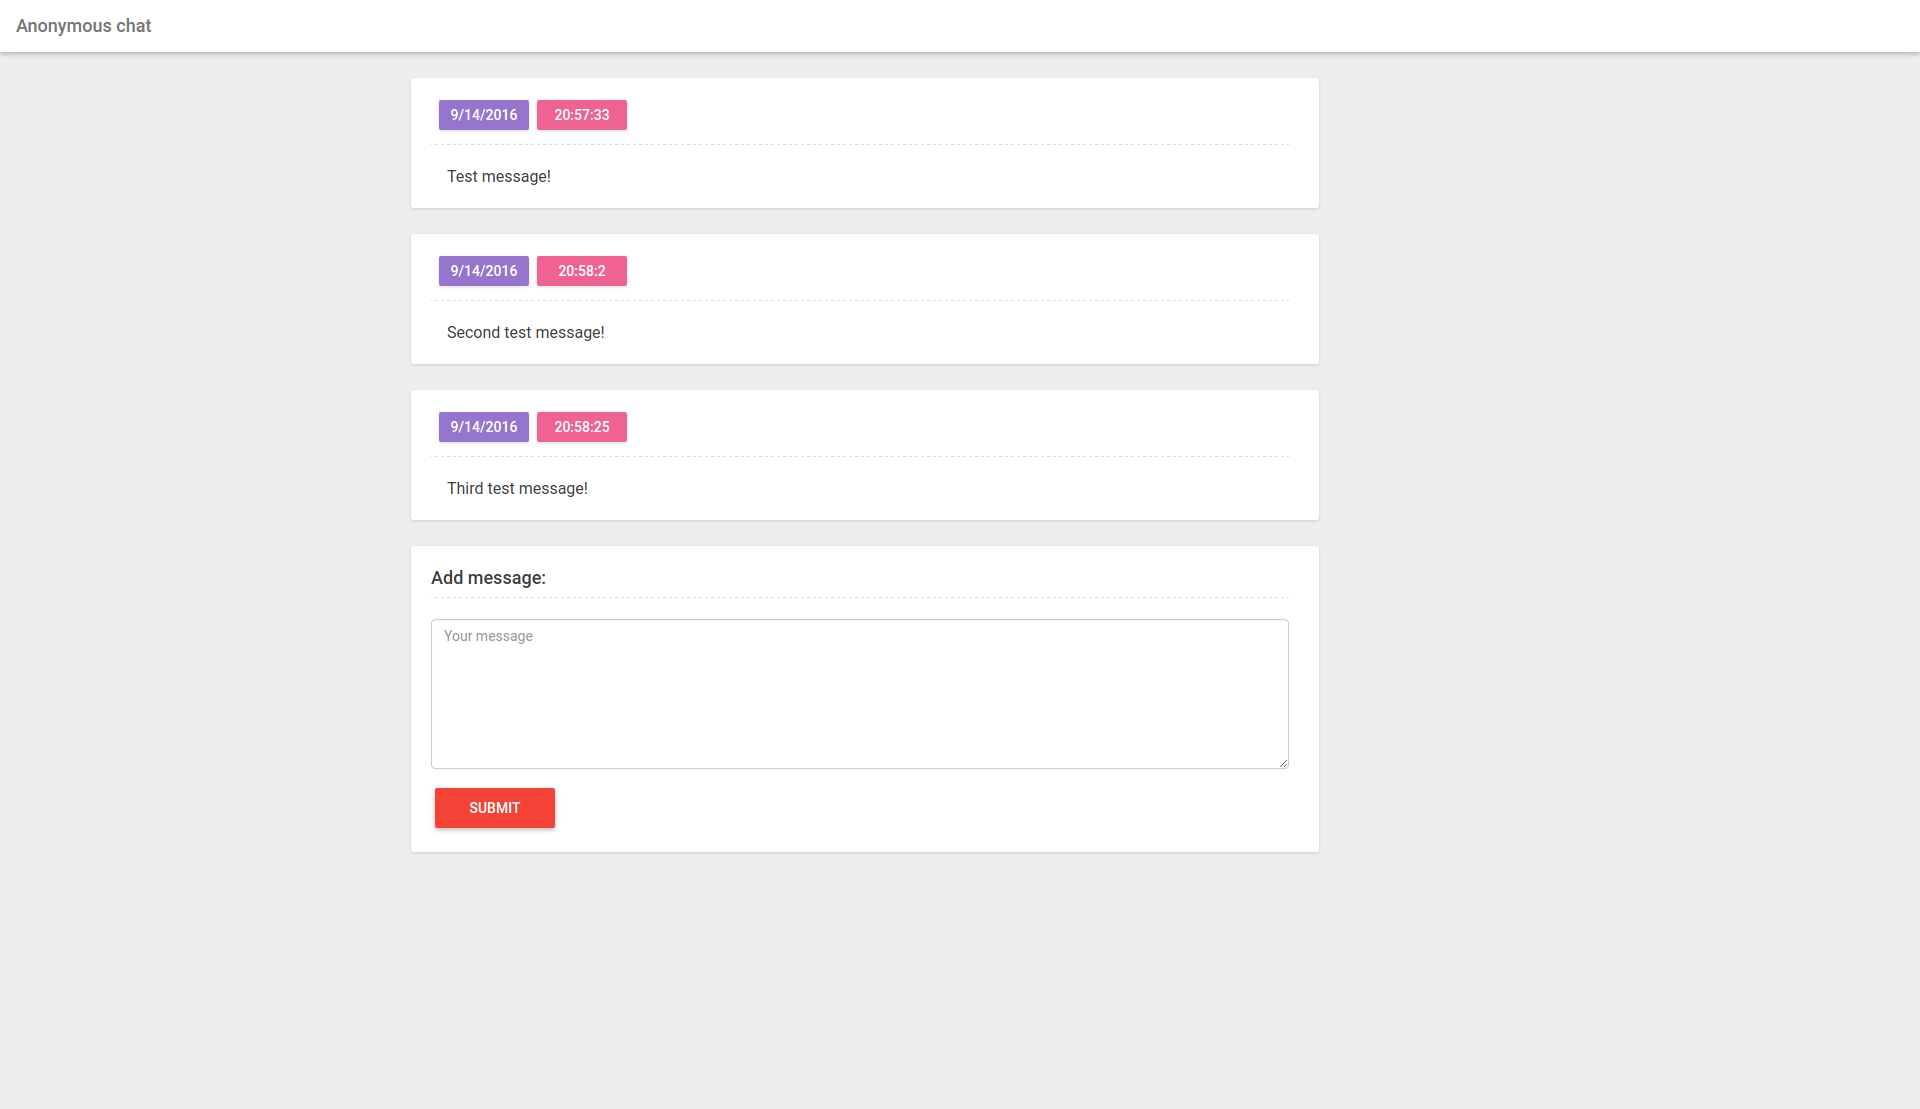 Anonymous chat
9/14/2016 20:57:33
Test message!
9/14/2016 20:58:2
Second test message!
9/14/2016 20:58:25
Third test message!
Add message:
Your message
SUBMIT